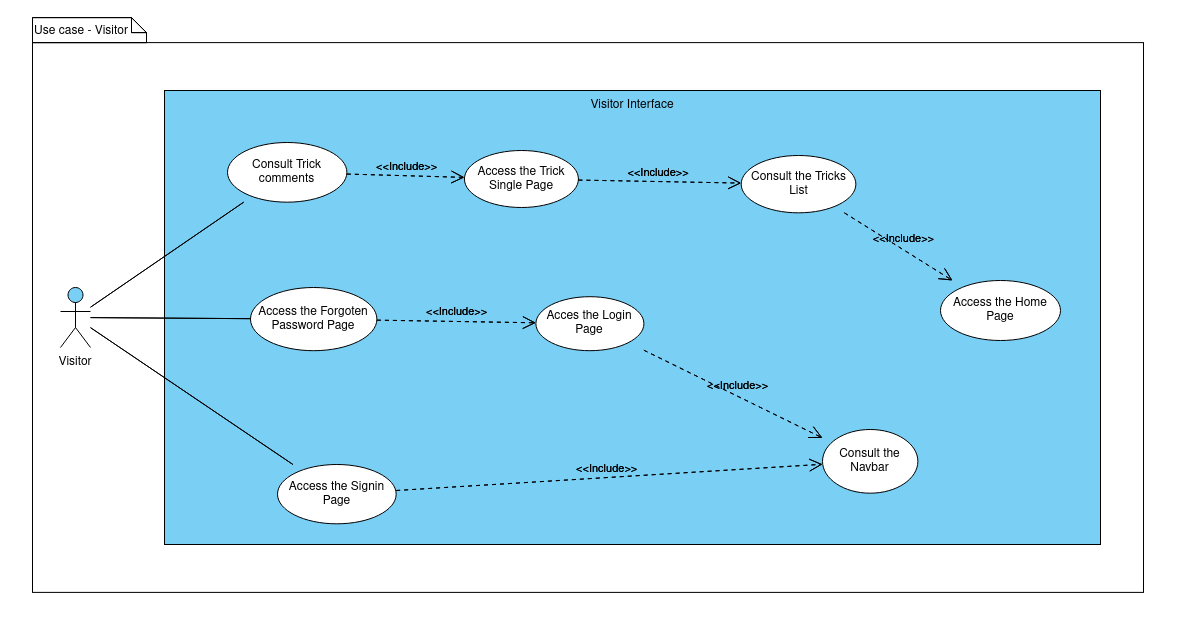 Use case - Visitor
Visitor Interface
Consult Trick
comments
<<Include>>
Access the Trick
Single Page
<<Include>>
Consult the Tricks
List
<<Include>>
Access the Home
Page
Visitor
Access the Forgoten
Password Page
<<Include>>
Acces the Login
Page
<<Include>>
Consult the
Navbar
<<Include>>
Access the Signin
Page